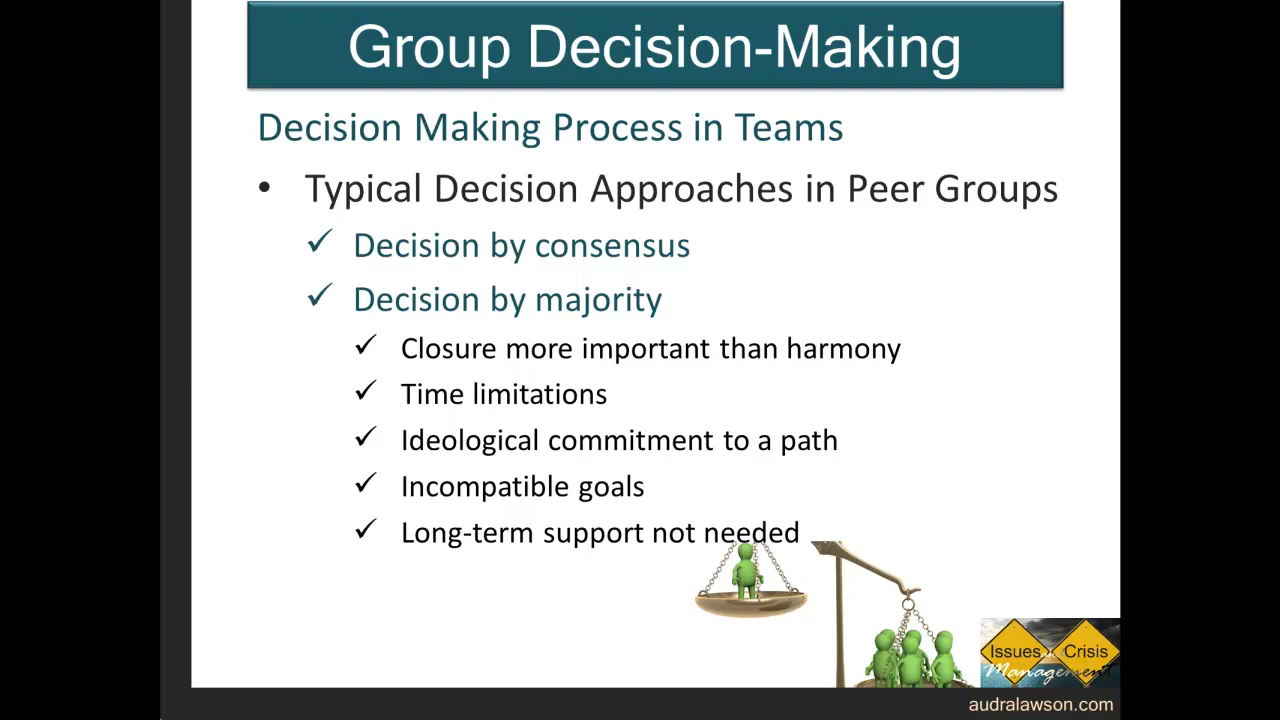 Group Decision-Making
Decision Making Process in Teams
• Typical Decision Approaches in Peer Groups
✓ Decision by consensus
✓ Decision by majority
✓ Closure more important than harmony
✓ Time limitations
✓ Ideological commitment to a path
✓ Incompatible goals
✓ Long-term support not needed
Issues Crisis
Management
audralawson.com